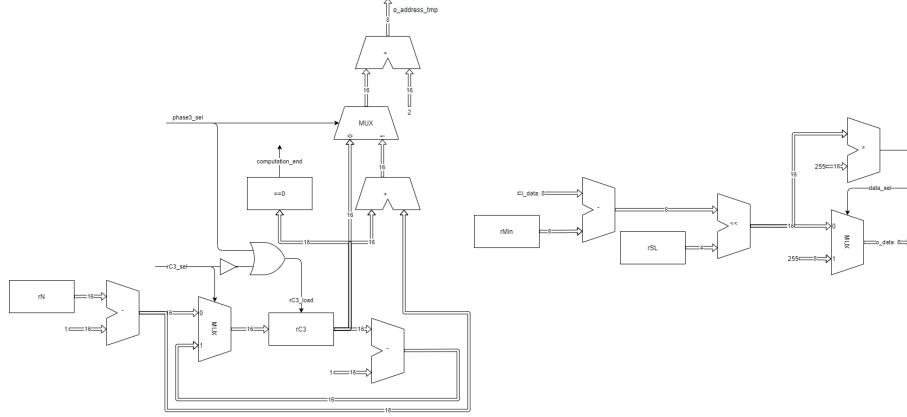 o_address_tmp
8
+
16
16
2
phase3_sel
MUX
0
1
computation_end
16
==0
+
16
16
16
rC3_sel
rC3_load
rN
16
-
1
16
16
0
MUX
1
16
rC3
16
-
1
16
16
16
i_data: 8
-
rMin
8
8
rSL
4
<<
16
16
>
255
16
data_sel
0
MUX
1
255
8
o_data: 8